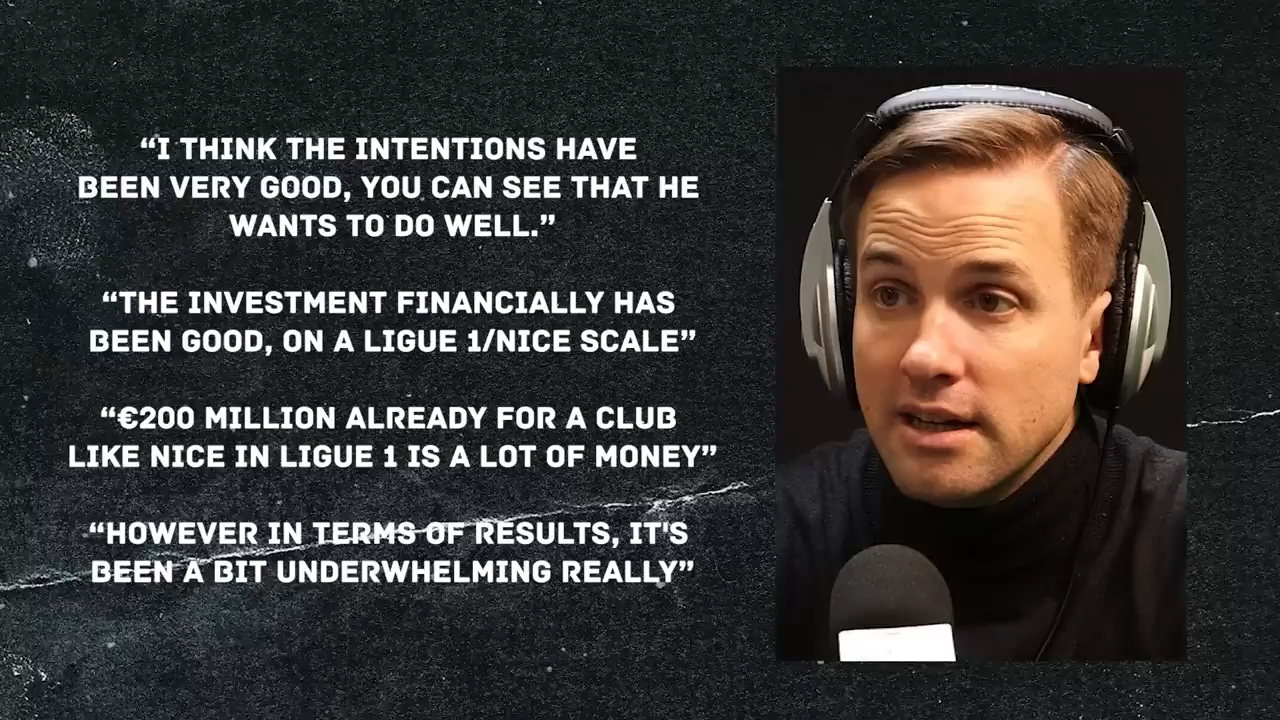 “I THINK THE INTENTIONS HAVE
BEEN VERY GOOD, YOU CAN SEE THAT HE
WANTS TO DO WELL.”
“THE INVESTMENT FINANCIALLY HAS
BEEN GOOD, ON A LIGUE 1/NICE SCALE”
“€200 MILLION ALREADY FOR A CLUB
LIKE NICE IN LIGUE 1 IS A LOT OF MONEY”
“HOWEVER IN TERMS OF RESULTS, IT'S
BEEN A BIT UNDERWHELMING REALLY”